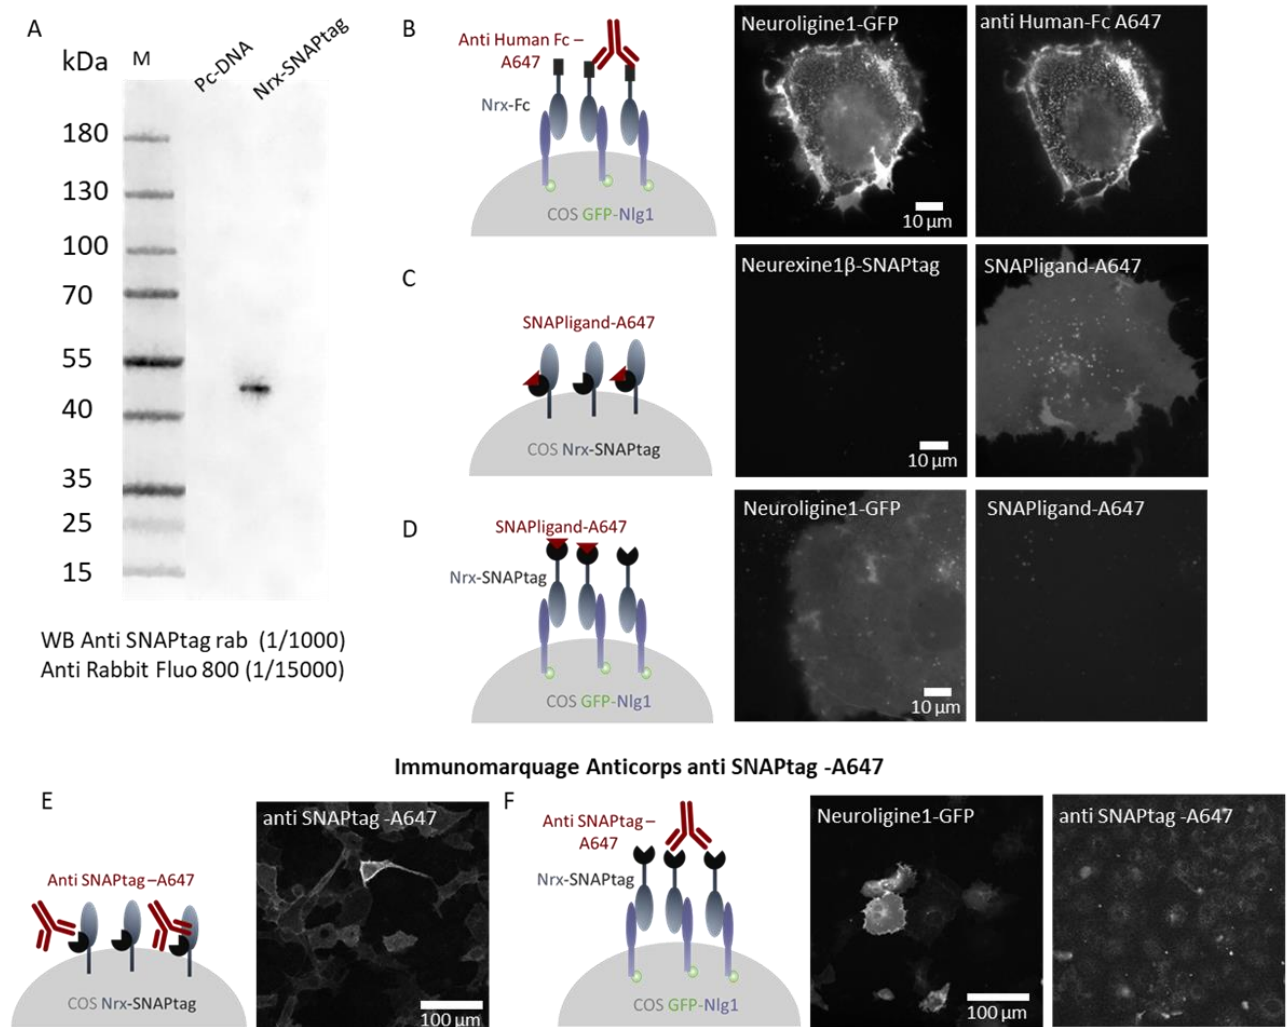 A
kDa
M
Pc-DNA
Nrx-SNAPtag
180
130
100
70
55
40
35
25
15
WB Anti SNAPtag rab (1/1000)
Anti Rabbit Fluo 800 (1/15000)
B
Anti Human Fc –
A647
Nrx-Fc
COS GFP-Nlg1
Neuroligine1-GFP
10 µm
anti Human-Fc A647
C
SNAPligand-A647
COS Nrx-SNAPtag
Neurexine1β-SNAPtag
10 µm
SNAPligand-A647
D
SNAPligand-A647
Nrx-SNAPtag
COS GFP-Nlg1
Neuroligine1-GFP
10 µm
SNAPligand-A647
Immunomarquage Anticorps anti SNAPtag -A647
E
Anti SNAPtag –A647
COS Nrx-SNAPtag
anti SNAPtag -A647
100 µm
F
Anti SNAPtag –
A647
Nrx-SNAPtag
COS GFP-Nlg1
Neuroligine1-GFP
100 µm
anti SNAPtag -A647